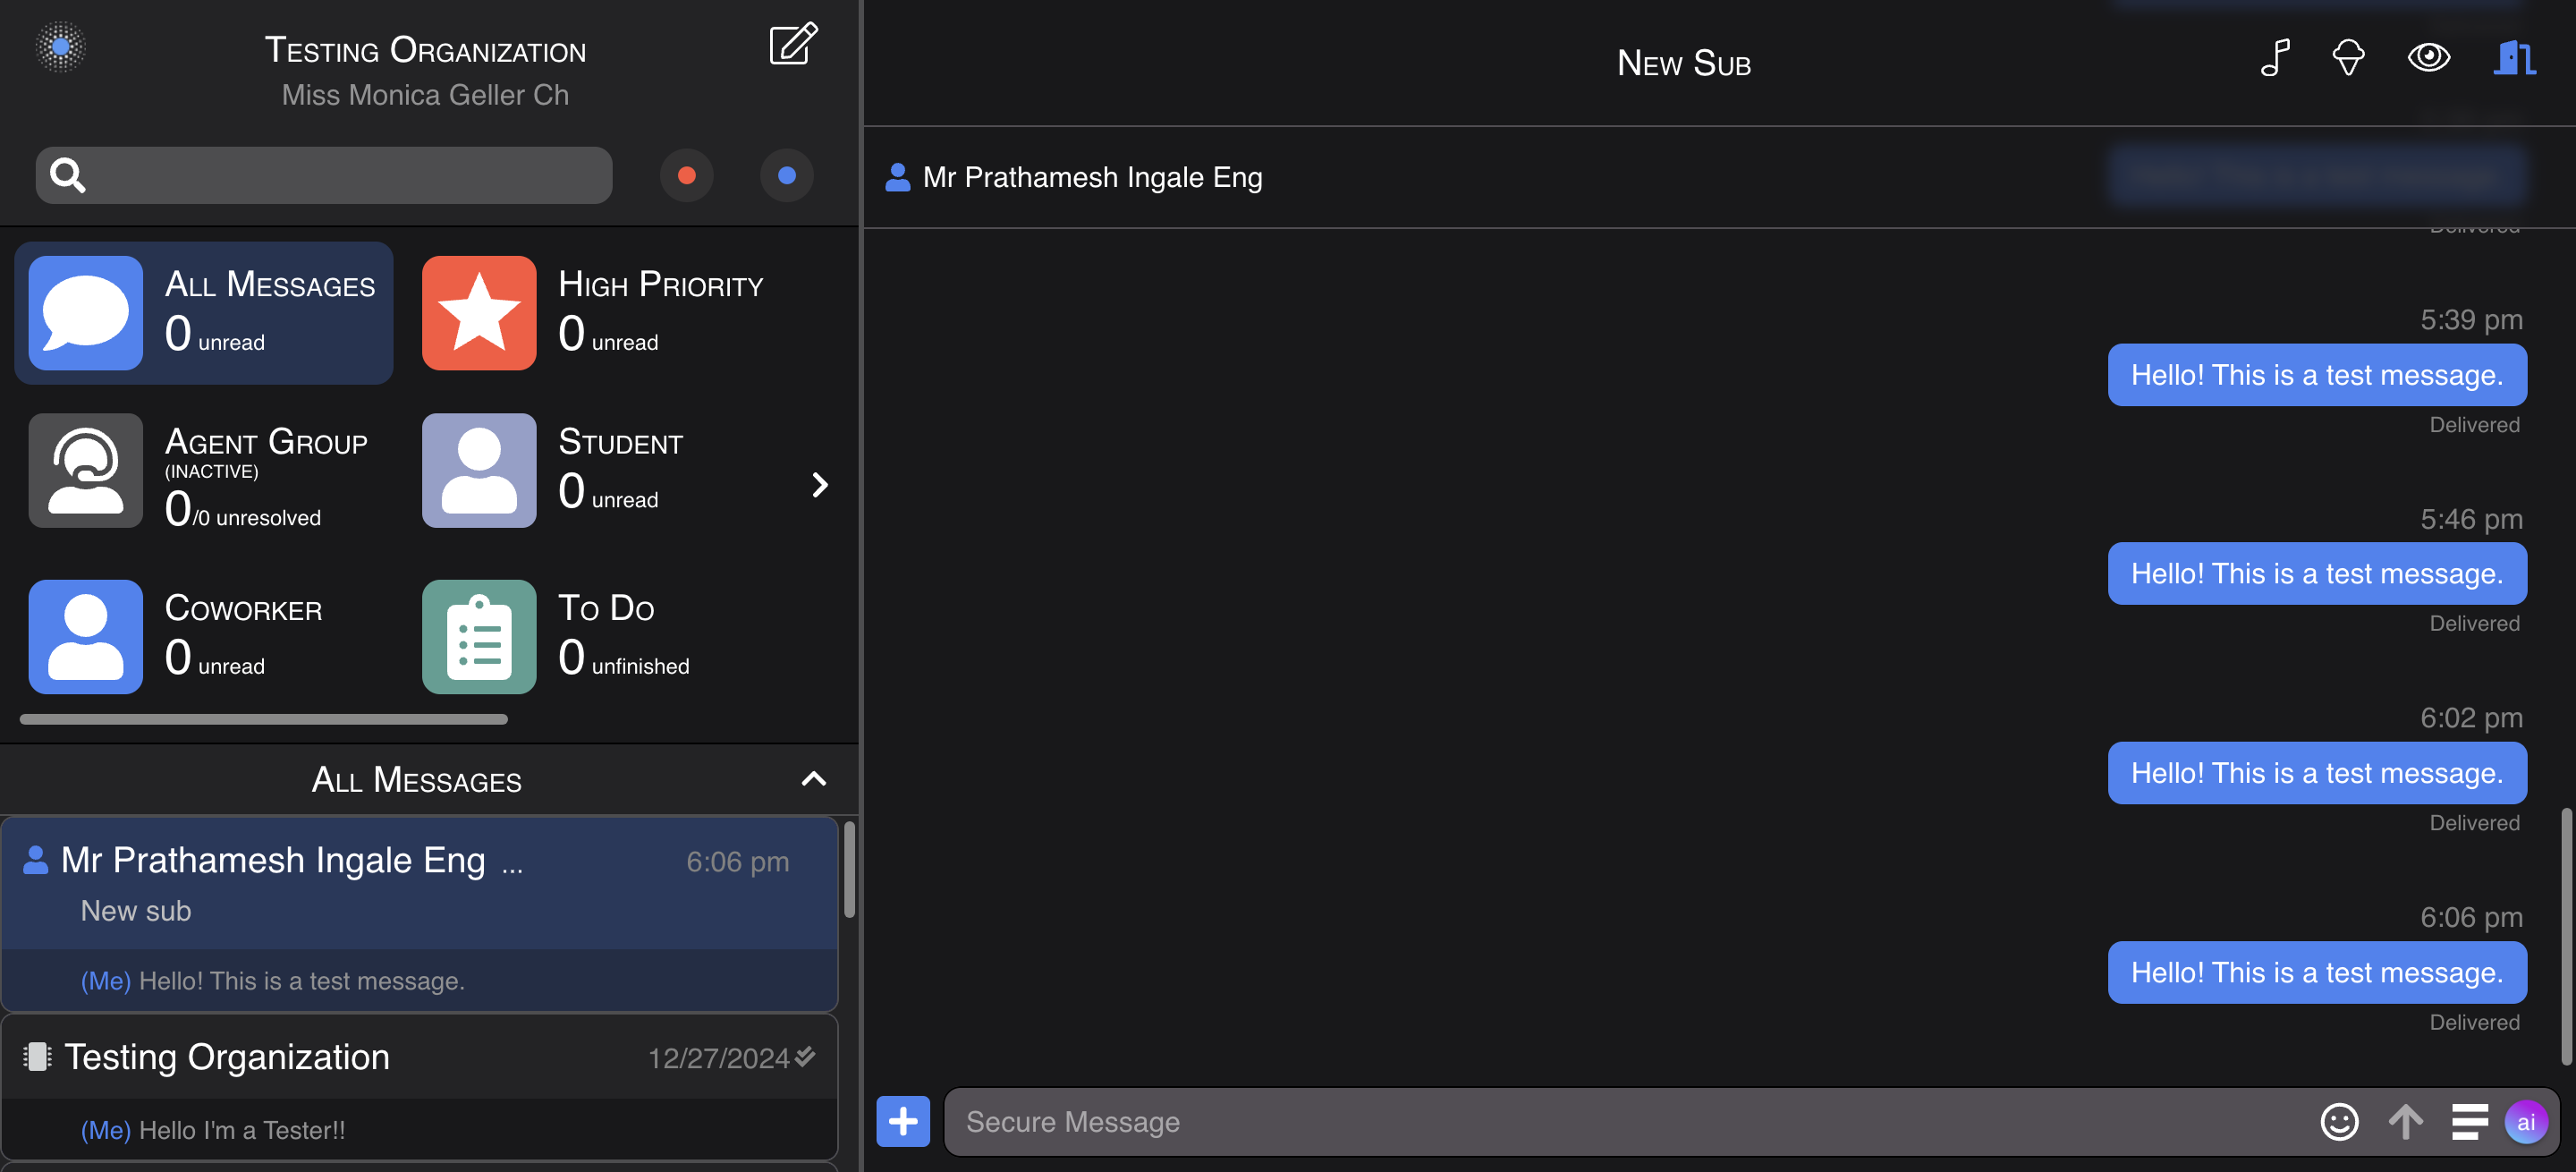 Testing Organization
Miss Monica Geller Ch
All Messages
0 unread
High Priority
0 unread
Agent Group
(INACTIVE)
0/0 unresolved
Student
0 unread
Coworker
0 unread
To Do
0 unfinished
All Messages
Mr Prathamesh Ingale Eng ...
6:06 pm
New sub
(Me) Hello! This is a test message.
Testing Organization
12/27/2024
(Me) Hello I'm a Tester!!
New Sub
Mr Prathamesh Ingale Eng
5:39 pm
Hello! This is a test message.
Delivered
5:46 pm
Hello! This is a test message.
Delivered
6:02 pm
Hello! This is a test message.
Delivered
6:06 pm
Hello! This is a test message.
Delivered
Secure Message
ai